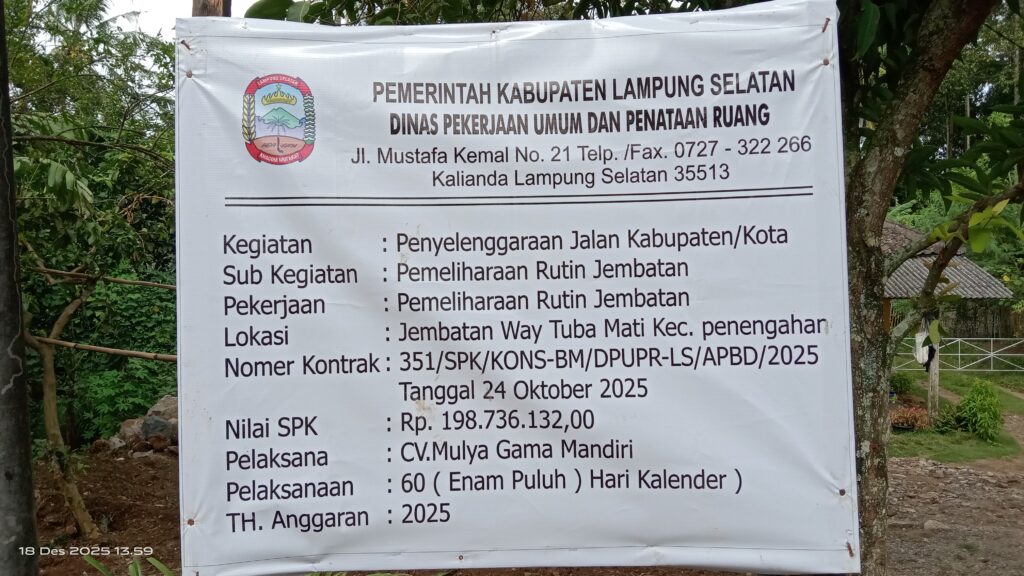 LAMPUNG SELATAN
PEMERINTAH KABUPATEN LAMPUNG SELATAN
DINAS PEKERJAAN UMUM DAN PENATAAN RUANG
Jl. Mustafa Kemal No. 21 Telp. /Fax. 0727 - 322 266
Kalianda Lampung Selatan 35513
Kegiatan : Penyelenggaraan Jalan Kabupaten/Kota
Sub Kegiatan : Pemeliharaan Rutin Jembatan
Pekerjaan : Pemeliharaan Rutin Jembatan
Lokasi : Jembatan Way Tuba Mati Kec. penengahan
Nomer Kontrak : 351/SPK/KONS-BM/DPUPR-LS/APBD/2025
Tanggal 24 Oktober 2025
Nilai SPK : Rp. 198.736.132,00
Pelaksana : CV.Mulya Gama Mandiri
Pelaksanaan : 60 ( Enam Puluh ) Hari Kalender )
TH. Anggaran : 2025
18 Des 2025 13.59